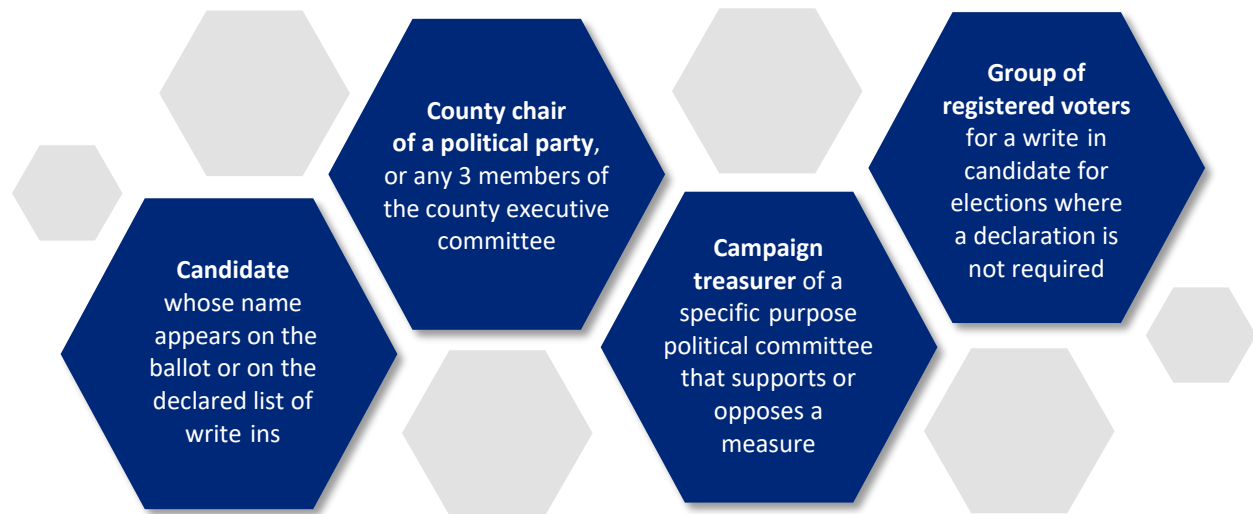 Candidate
whose name
appears on the
ballot or on the
declared list of
write ins
County chair
of a political party,
or any 3 members of
the county executive
committee
Campaign
treasurer of a
specific purpose
political committee
that supports or
opposes a
measure
Group of
registered voters
for a write in
candidate for
elections where
a declaration is
not required